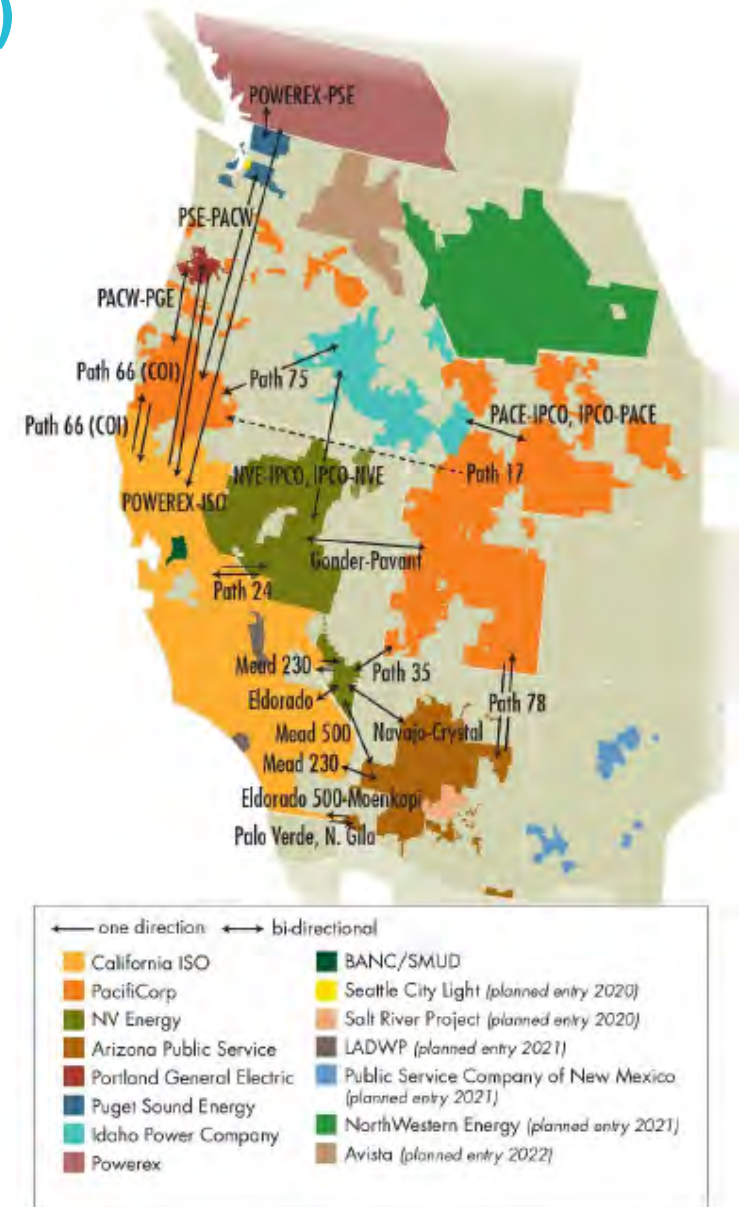 )
POWEREX-PSE
PSE-PACW
PACW-PGE
Path 66 (COI)
Path 75
Path 66 (COI)
PACE-IPCO, IPCO-PACE
NVE-IPCO, IPCO-NVE
Path 17
POWEREX-ISO
Gonder-Pavant
Path 24
Mead 230
Path 35
Eldorado
Path 78
Mead 500
Navajo-Crystal
Mead 230
Eldorado 500-Moenkopi
Palo Verde, N. Gila
one direction
bi-directional
California ISO
PacifiCorp
NV Energy
Arizona Public Service
Portland General Electric
Puget Sound Energy
Idaho Power Company
Powerex
BANC/SMUD
Seattle City Light (planned entry 2020)
Salt River Project (planned entry 2020)
LADWP (planned entry 2021)
Public Service Company of New Mexico
(planned entry 2021)
NorthWestern Energy (planned entry 2021)
Avista (planned entry 2022)